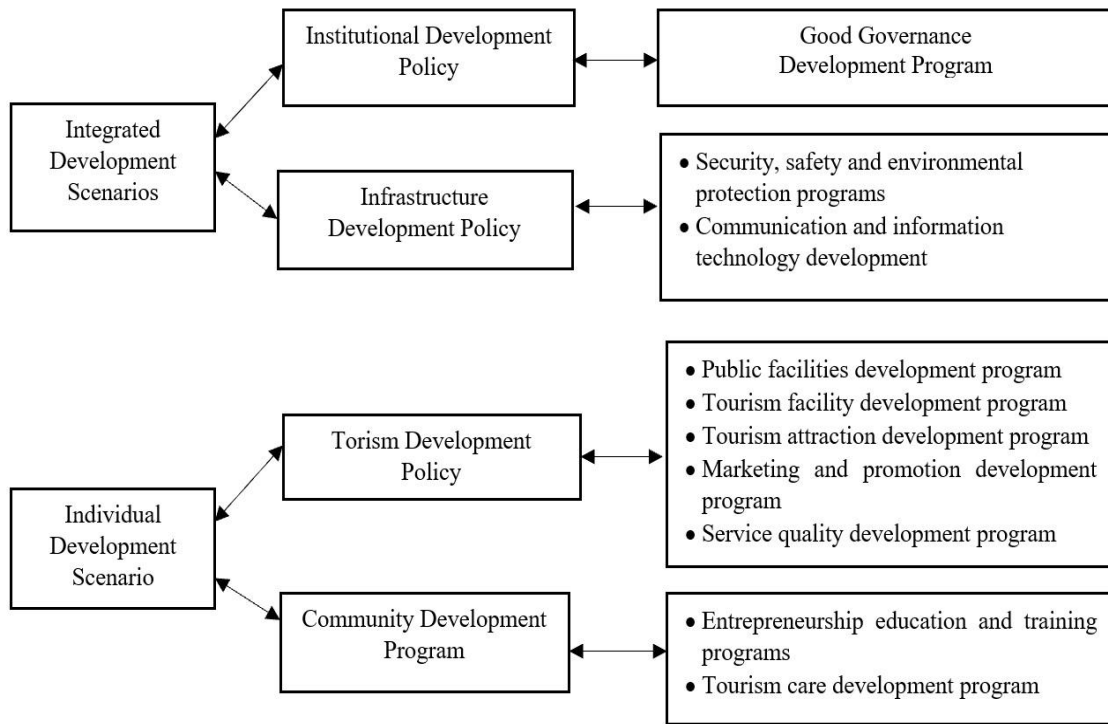 Integrated
Development
Scenarios
Institutional Development
Policy
Good Governance
Development Program
Infrastructure
Development Policy
• Security, safety and environmental
protection programs
• Communication and information
technology development
Individual
Development
Scenario
Torism Development
Policy
• Public facilities development program
• Tourism facility development program
• Tourism attraction development program
• Marketing and promotion development
program
• Service quality development program
Community Development
Program
• Entrepreneurship education and training
programs
• Tourism care development program